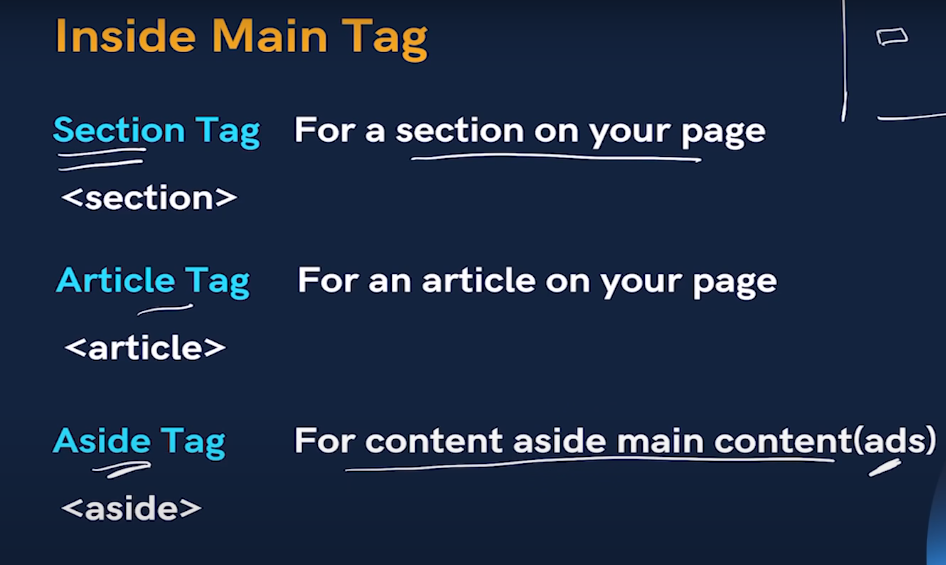 Inside Main Tag
Section Tag For a section on your page
<section>
Article Tag For an article on your page
<article>
Aside Tag For content aside main content(ads)
<aside>